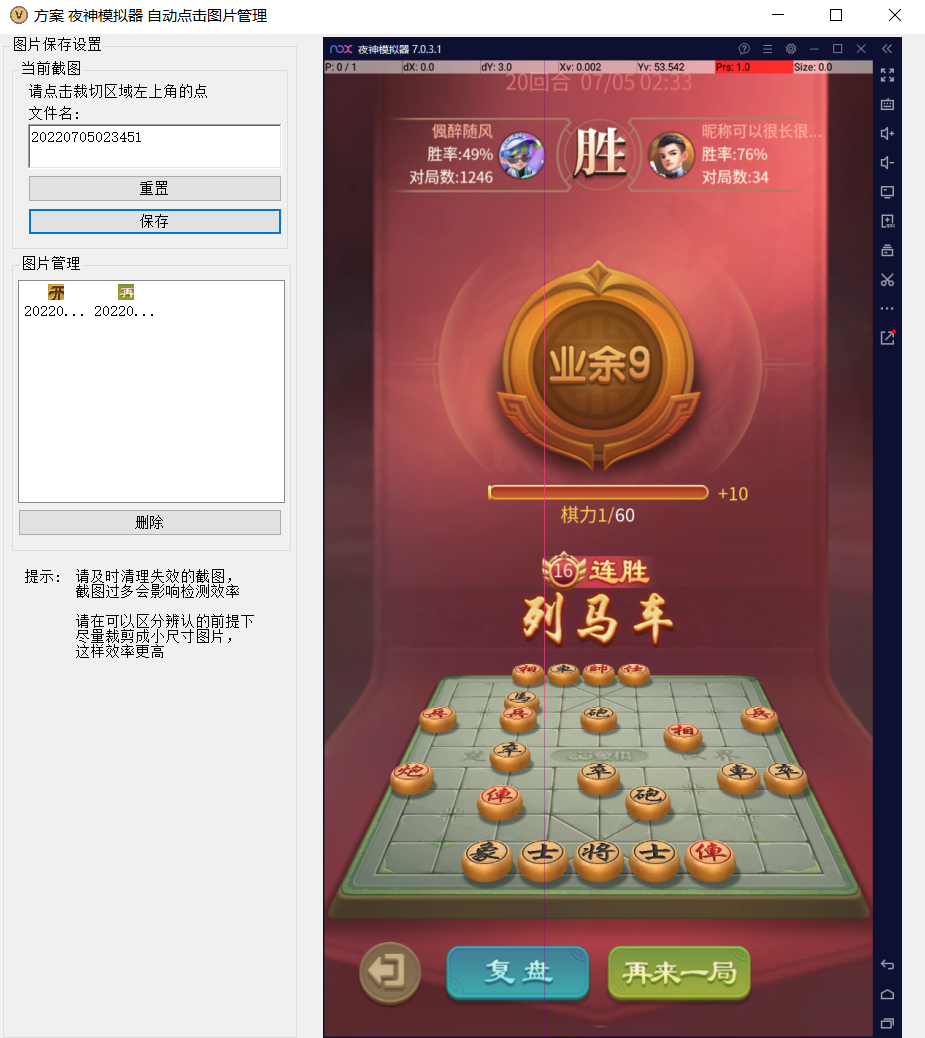 方案 夜神模拟器 自动点击图片管理
图片保存设置
当前截图
请点击裁切区域左上角的点
文件名:
20220705023451
重置
保存
图片管理
开
再
20220... 20220...
删除
提示: 请及时清理失效的截图,
截图过多会影响检测效率
请在可以区分辨认的前提下
尽量裁剪成小尺寸图片,
这样效率更高
nox 夜神模拟器 7.0.3.1
P: 0 / 1 dX: 0.0 dY: 3.0 Xv: 0.002 Yv: 53.542 Prs: 1.0 Size: 0.0
20回合 07/05 02:33
佩醉随风
胜率:49%
对局数:1246
胜
昵称可以很长很...
胜率:76%
对局数:34
业余9
+10
棋力1/60
16 连胜
列马车
相 車 帥 仕
馬
兵 兵 砲 兵
相
卒
炮 卒 車 卒
俥 砲
象 士 将 士 俥
复盘
再来一局